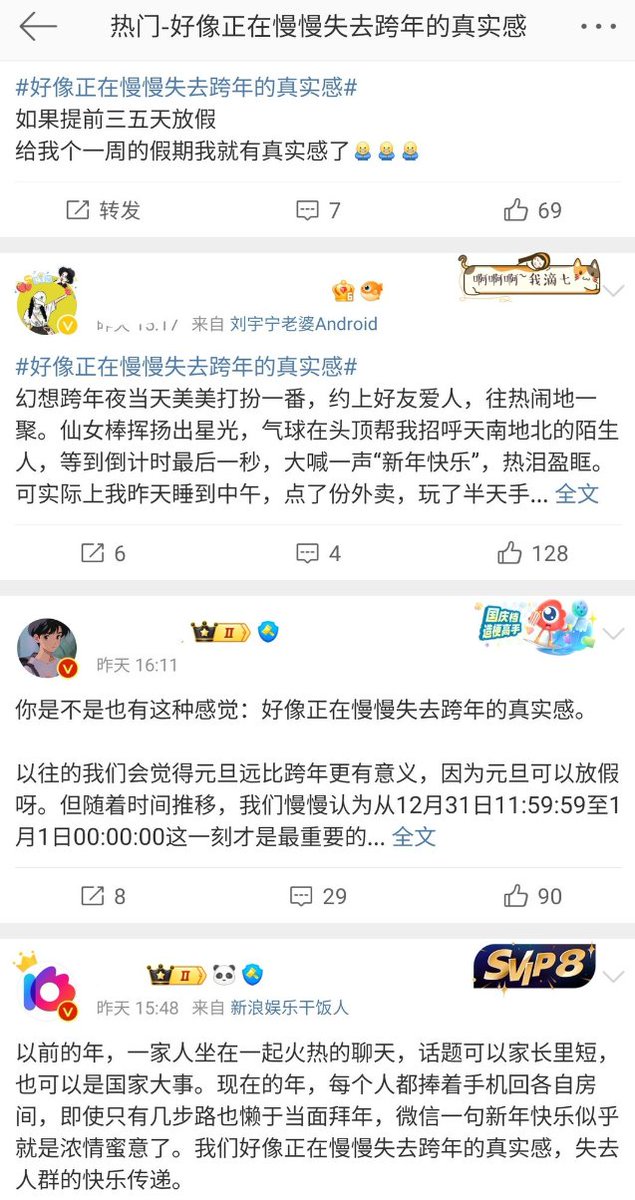 热门-好像正在慢慢失去跨年的真实感
#好像正在慢慢失去跨年的真实感#
如果提前三五天放假
给我个一周的假期我就有真实感了
转发
7
69
啊啊啊~我滴七
来自 刘宇宁老婆Android
#好像正在慢慢失去跨年的真实感#
幻想跨年夜当天美美打扮一番，约上好友爱人，往热闹地一
聚。仙女棒挥扬出星光，气球在头顶帮我招呼天南地北的陌生
人，等到倒计时最后一秒，大喊一声“新年快乐”，热泪盈眶。
可实际上我昨天睡到中午，点了份外卖，玩了半天手... 全文
6
4
128
II
国庆档
造梗高手
昨天 16:11
你是不是也有这种感觉：好像正在慢慢失去跨年的真实感。
以往的我们会觉得元旦远比跨年更有意义，因为元旦可以放假
呀。但随着时间推移，我们慢慢认为从12月31日11:59:59至1
月1日00:00:00这一刻才是最重要的... 全文
8
29
90
II
SVIP8
昨天 15:48 来自 新浪娱乐干饭人
以前的年，一家人坐在一起火热的聊天，话题可以家长里短，
也可以是国家大事。现在的年，每个人都捧着手机回各自房
间，即使只有几步路也懒于当面拜年，微信一句新年快乐似乎
就是浓情蜜意了。我们好像正在慢慢失去跨年的真实感，失去
人群的快乐传递。